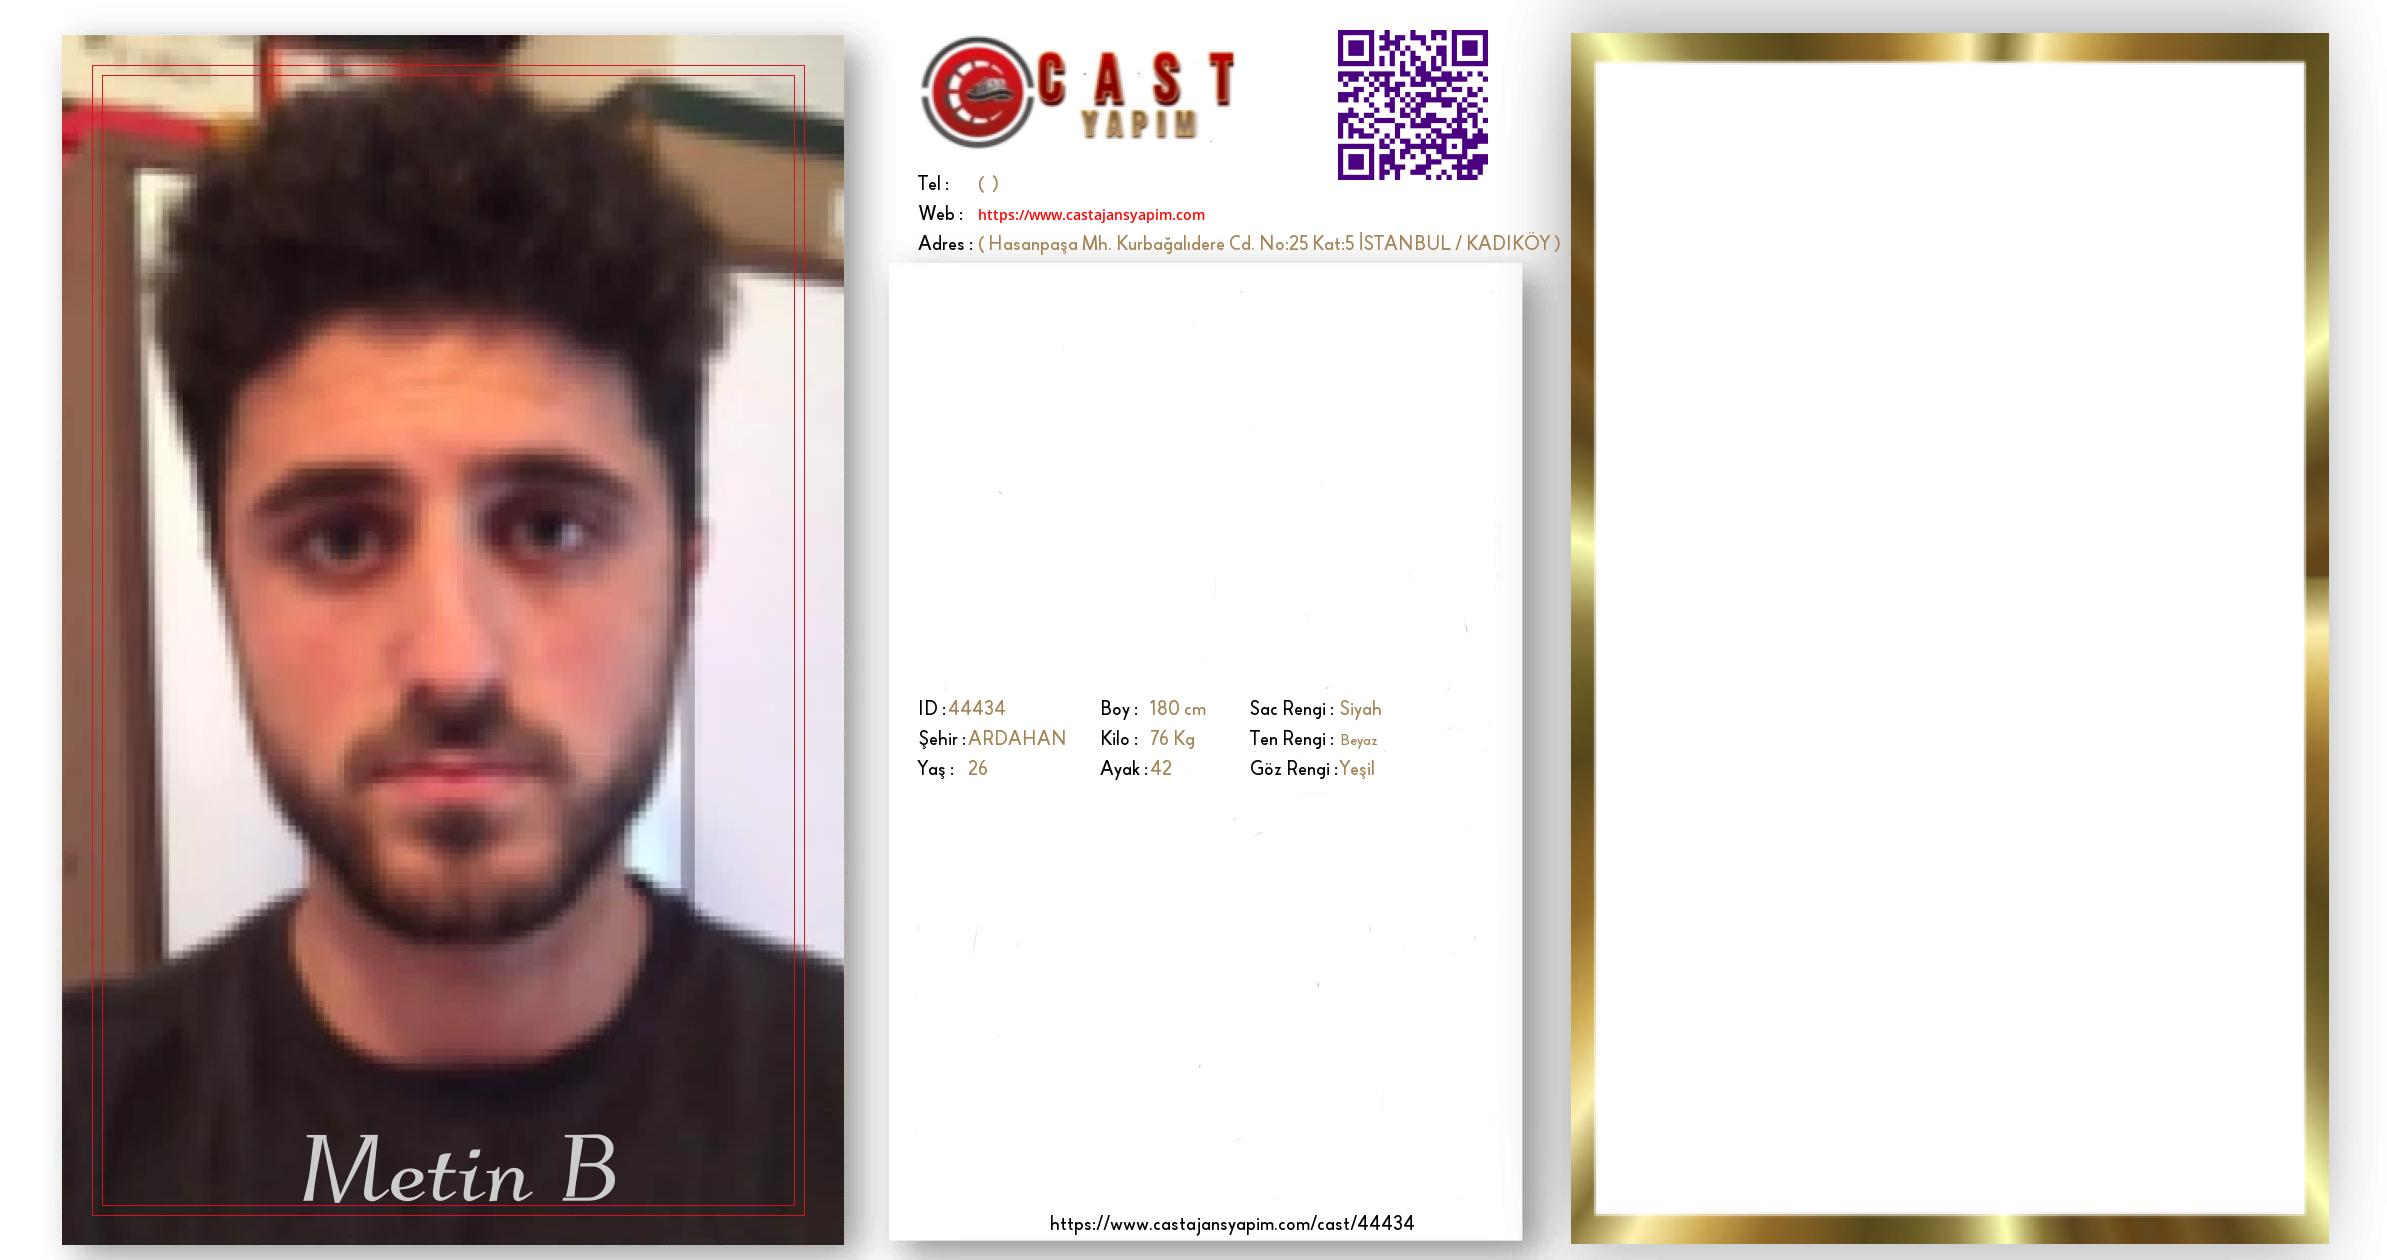 Metin B
CAST
YAPIM
Tel : ( )
Web : https://www.castajansyapim.com
Adres : ( Hasanpaşa Mh. Kurbağalıdere Cd. No:25 Kat:5 İSTANBUL / KADIKÖY )
ID : 44434 Boy : 180 cm Sac Rengi : Siyah
Şehir : ARDAHAN Kilo : 76 Kg Ten Rengi : Beyaz
Yaş : 26 Ayak : 42 Göz Rengi : Yeşil
https://www.castajansyapim.com/cast/44434